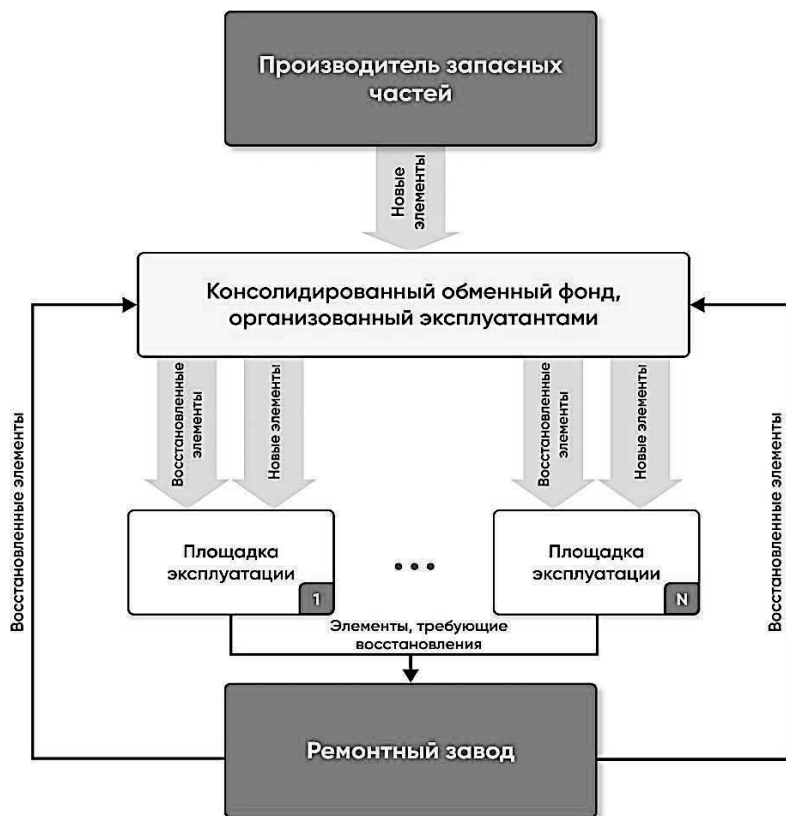 Производитель запасных
частей
Новые
элементы
Консолидированный обменный фонд,
организованный эксплуатантами
Восстановленные
элементы
Новые элементы
Восстановленные
элементы
Новые элементы
Восстановленные элементы
Восстановленные элементы
Площадка
эксплуатации
1
...
Площадка
эксплуатации
N
Элементы, требующие
восстановления
Ремонтный завод